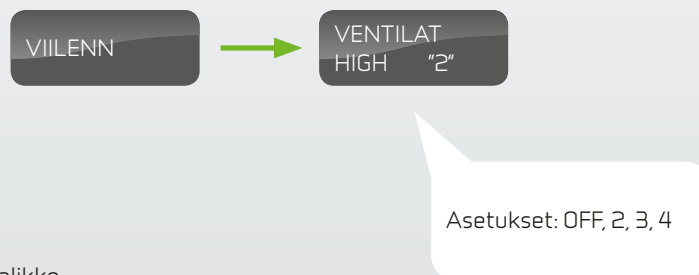 VIILENN
VENTILAT
HIGH "2"
Asetukset: OFF, 2, 3, 4